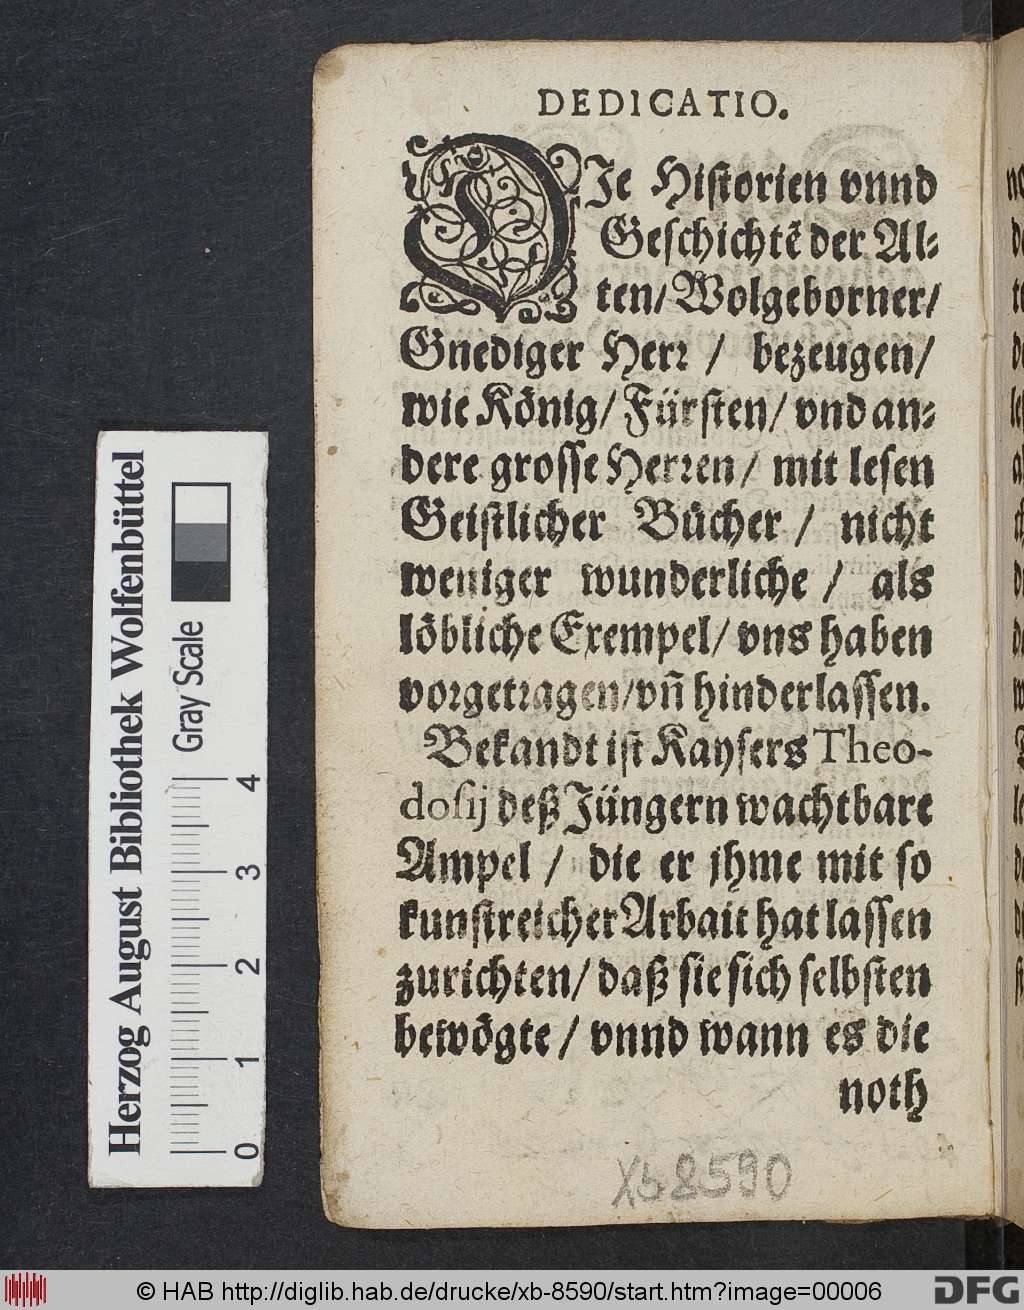 DEDICATIO.
DJe Historien vnnd
Geschichtẽ der Al-
ten/ Wolgeborner/
Gnediger Herr / bezeugen/
wie König/ Fürsten/ vnd an-
dere grosse Herren/ mit lesen
Geistlicher Bücher / nicht
weniger wunderliche / als
löbliche Exempel/ vns haben
vorgetragen/ vñ hinderlassen.
Bekandt ist Kaysers Theo-
dosij deß Jüngern wachtbare
Ampel / die er jhme mit so
kunstreicher Arbait hat lassen
zurichten/ daß sie sich selbsten
bewögte / vnnd wann es die
noth
Xb 8590
Herzog August Bibliothek Wolfenbüttel
Gray Scale
0 1 2 3 4
© HAB http://diglib.hab.de/drucke/xb-8590/start.htm?image=00006
DFG